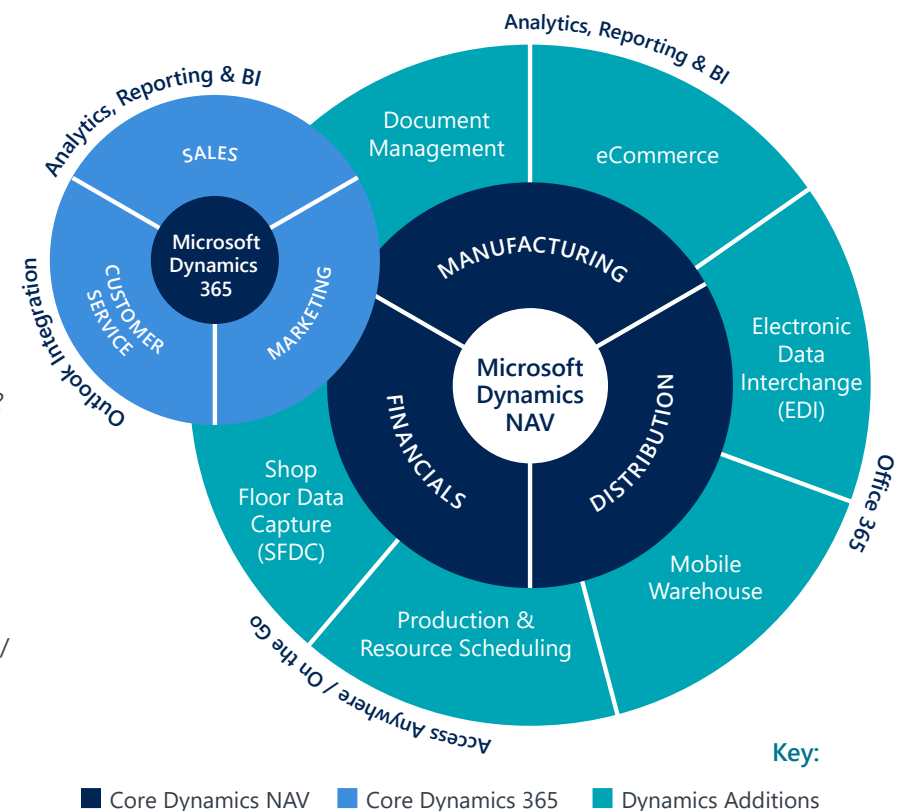 Analytics, Reporting & BI
Analytics, Reporting & BI
Document
Management
eCommerce
SALES
Microsoft
Dynamics
365
CUSTOMER
SERVICE
MARKETING
Outlook Integration
MANUFACTURING
Microsoft
Dynamics
NAV
FINANCIALS
DISTRIBUTION
Electronic
Data
Interchange
(EDI)
Office 365
Shop
Floor Data
Capture
(SFDC)
Mobile
Warehouse
Production &
Resource Scheduling
Access Anywhere / On the Go
/
Key:
Core Dynamics NAV
Core Dynamics 365
Dynamics Additions